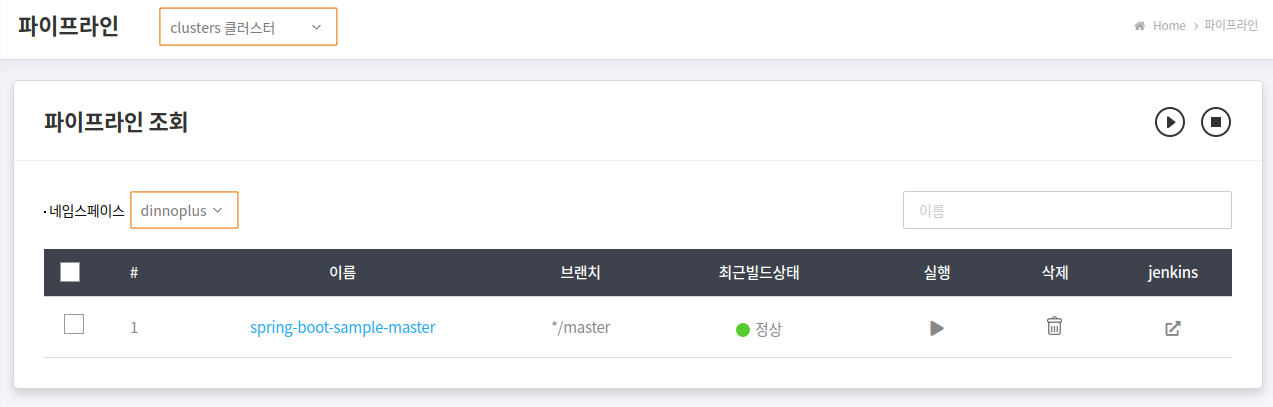 파이프라인 clusters 클러스터 Home > 파이프라인
파이프라인 조회
· 네임스페이스 dinnoplus 이름
# 이름 브랜치 최근빌드상태 실행 삭제 jenkins
1 spring-boot-sample-master */master 정상